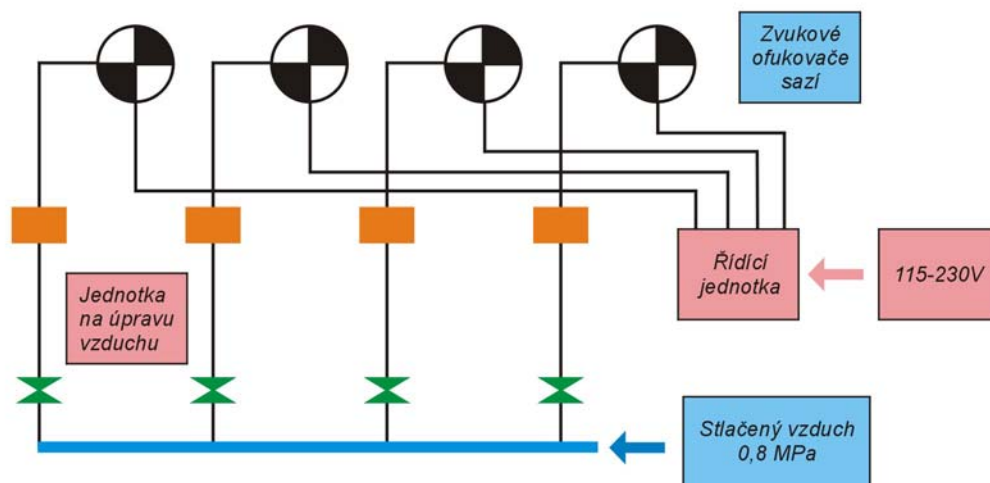 Zvukové
ofukovače
sazí
Řídící
jednotka
115-230V
Jednotka
na úpravu
vzduchu
Stlačený vzduch
0,8 MPa